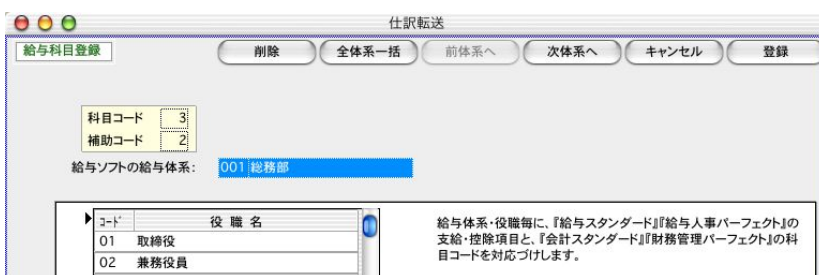 仕訳転送
給与科目登録 削除 全体系一括 前体系へ 次体系へ キャンセル 登録
科目コード 3
補助コード 2
給与ソフトの給与体系: 001 総務部
コード 役職名
01 取締役
02 兼務役員
給与体系・役職毎に、『給与スタンダード』『給与人事パーフェクト』の
支給・控除項目と、『会計スタンダード』『財務管理パーフェクト』の科
目コードを対応づけします。